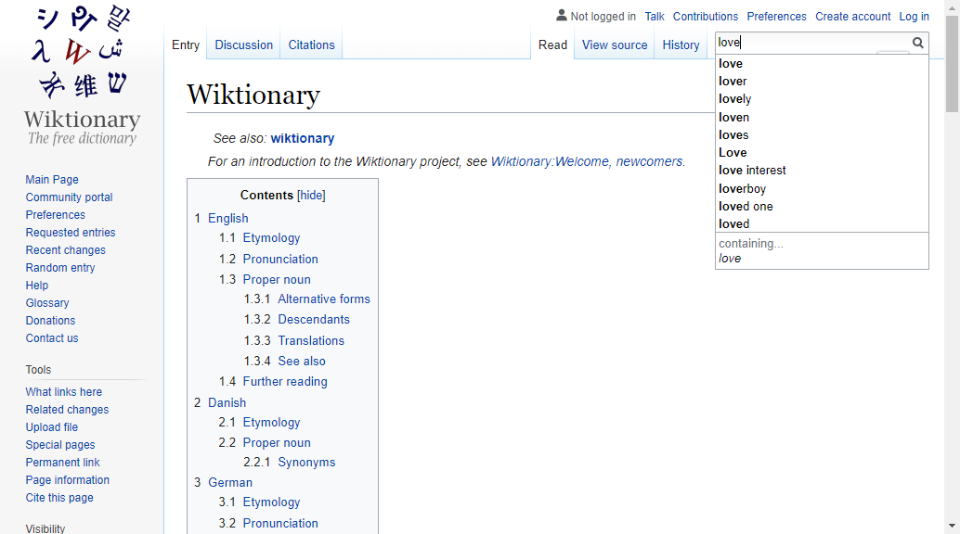 シ ዎ 말
λ W ش
オ 维 ש
Wiktionary
The free dictionary
Not logged in Talk Contributions Preferences Create account Log in
Entry Discussion Citations Read View source History
love
love
lover
lovely
loven
loves
Love
love interest
loverboy
loved one
loved
containing...
love
Wiktionary
See also: wiktionary
For an introduction to the Wiktionary project, see Wiktionary:Welcome, newcomers.
Contents [hide]
1 English
1.1 Etymology
1.2 Pronunciation
1.3 Proper noun
1.3.1 Alternative forms
1.3.2 Descendants
1.3.3 Translations
1.3.4 See also
1.4 Further reading
2 Danish
2.1 Etymology
2.2 Proper noun
2.2.1 Synonyms
3 German
3.1 Etymology
3.2 Pronunciation
Main Page
Community portal
Preferences
Requested entries
Recent changes
Random entry
Help
Glossary
Donations
Contact us
Tools
What links here
Related changes
Upload file
Special pages
Permanent link
Page information
Cite this page
Visibility